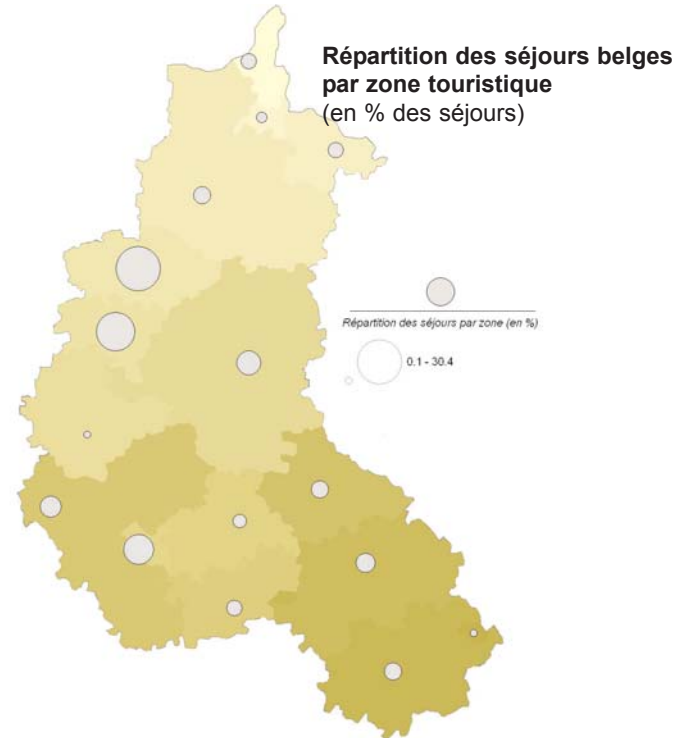 Répartition des séjours belges
par zone touristique
(en % des séjours)
Répartition des séjours par zone (en %)
0.1 - 30.4